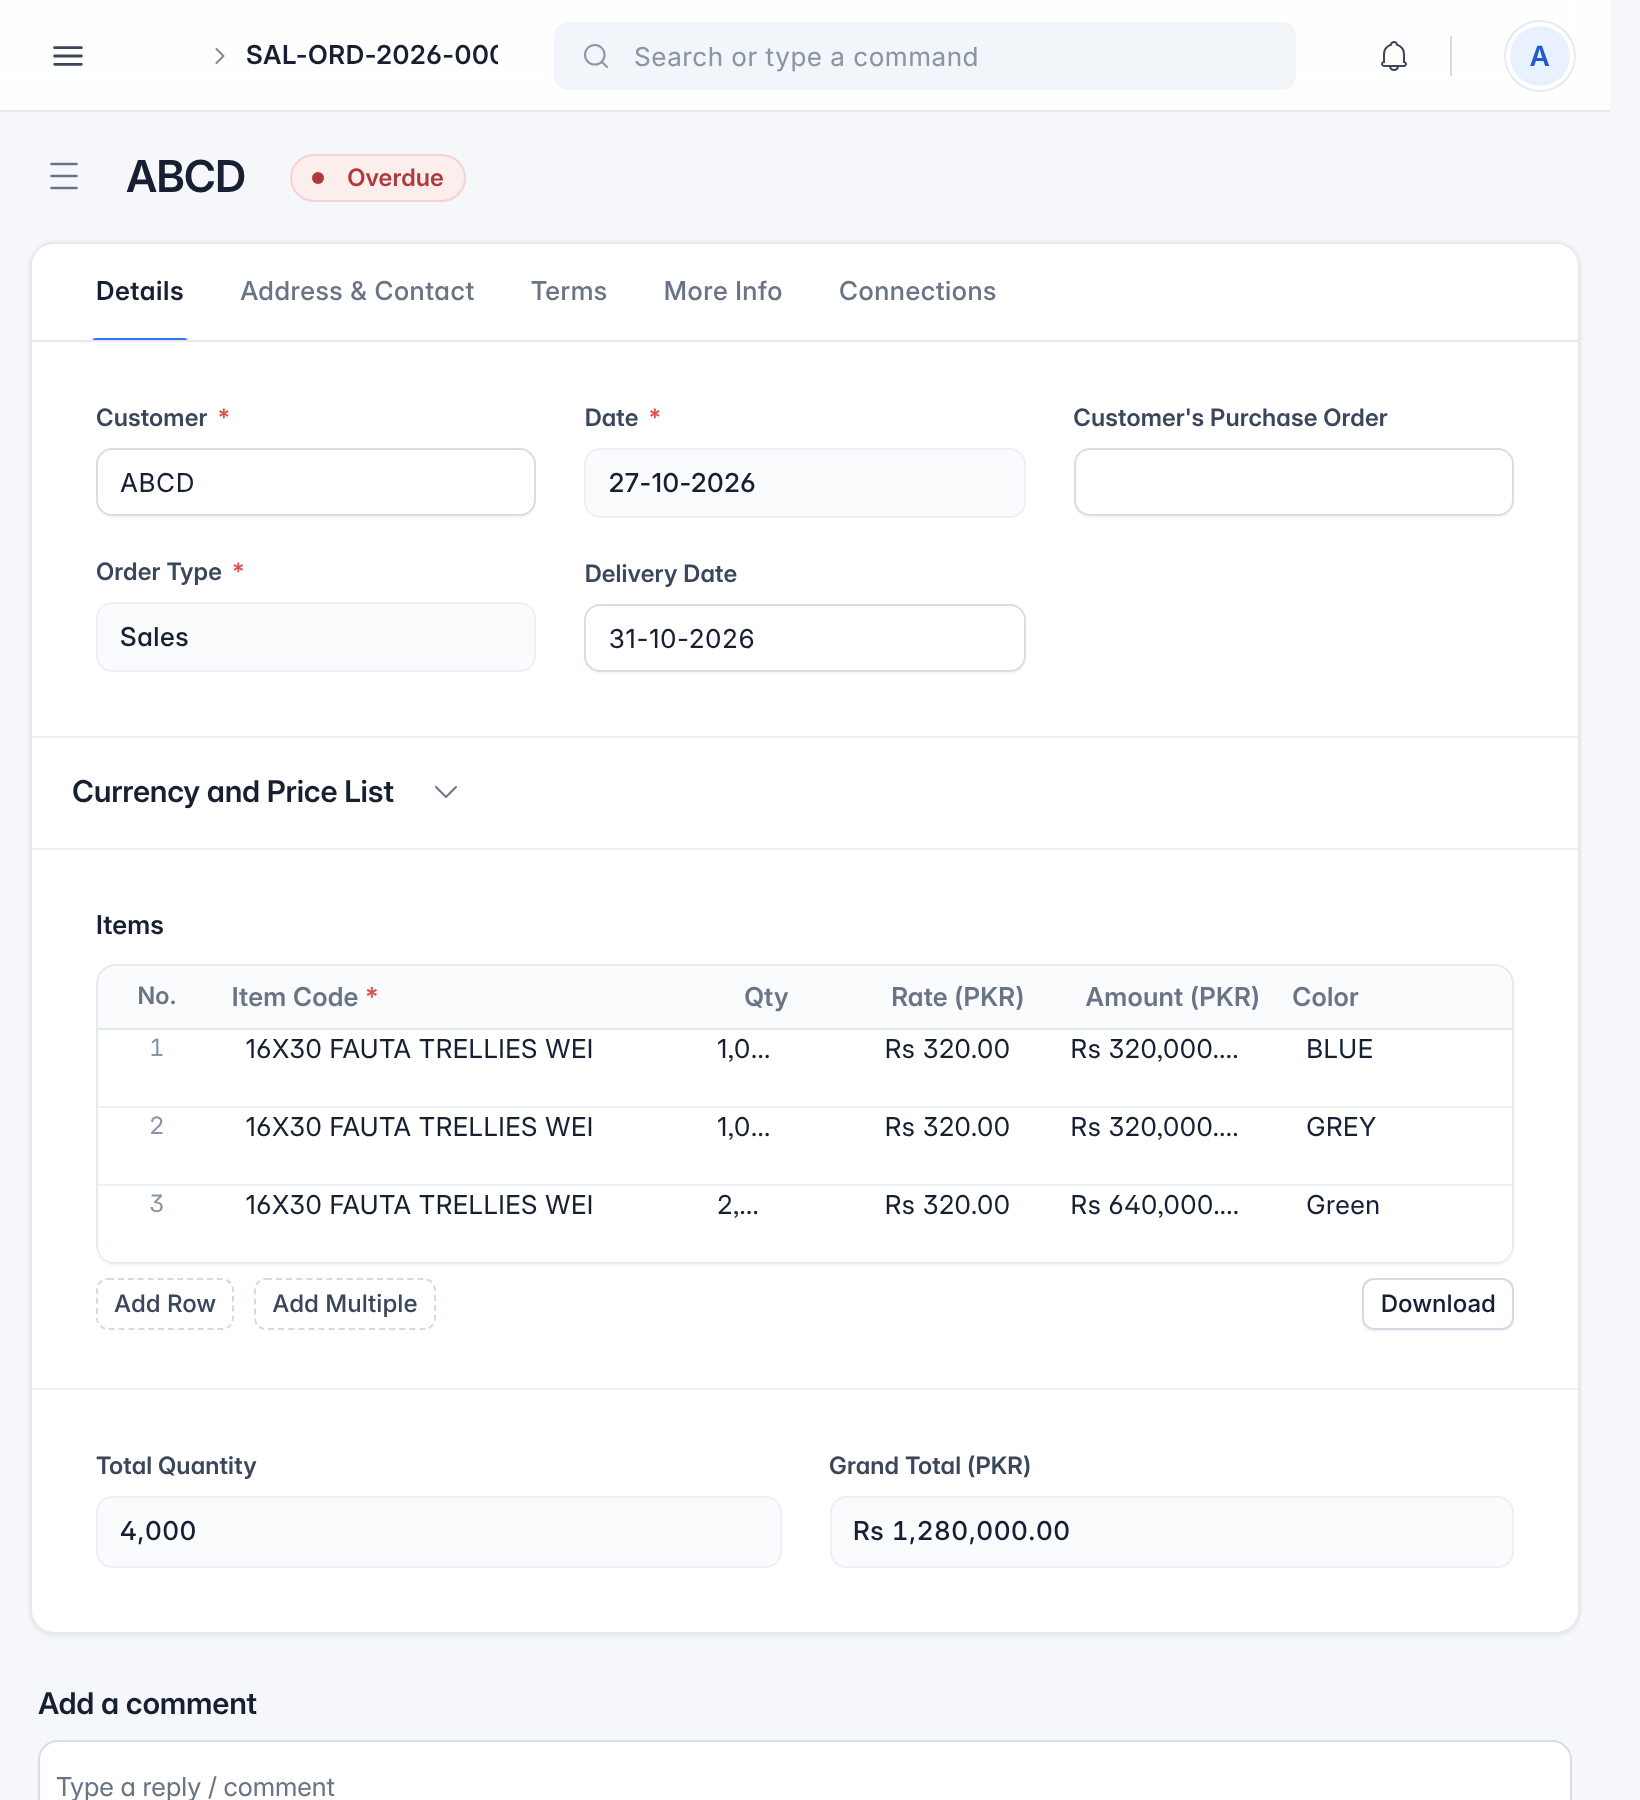 SAL-ORD-2026-000
Search or type a command
A
ABCD
Overdue
Details Address & Contact Terms More Info Connections
Customer * Date * Customer's Purchase Order
ABCD 27-10-2026
Order Type * Delivery Date
Sales 31-10-2026
Currency and Price List
Items
No. Item Code * Qty Rate (PKR) Amount (PKR) Color
1 16X30 FAUTA TRELLIES WEI 1,0... Rs 320.00 Rs 320,000.... BLUE
2 16X30 FAUTA TRELLIES WEI 1,0... Rs 320.00 Rs 320,000.... GREY
3 16X30 FAUTA TRELLIES WEI 2,... Rs 320.00 Rs 640,000.... Green
Add Row Add Multiple Download
Total Quantity Grand Total (PKR)
4,000 Rs 1,280,000.00
Add a comment
Type a reply / comment